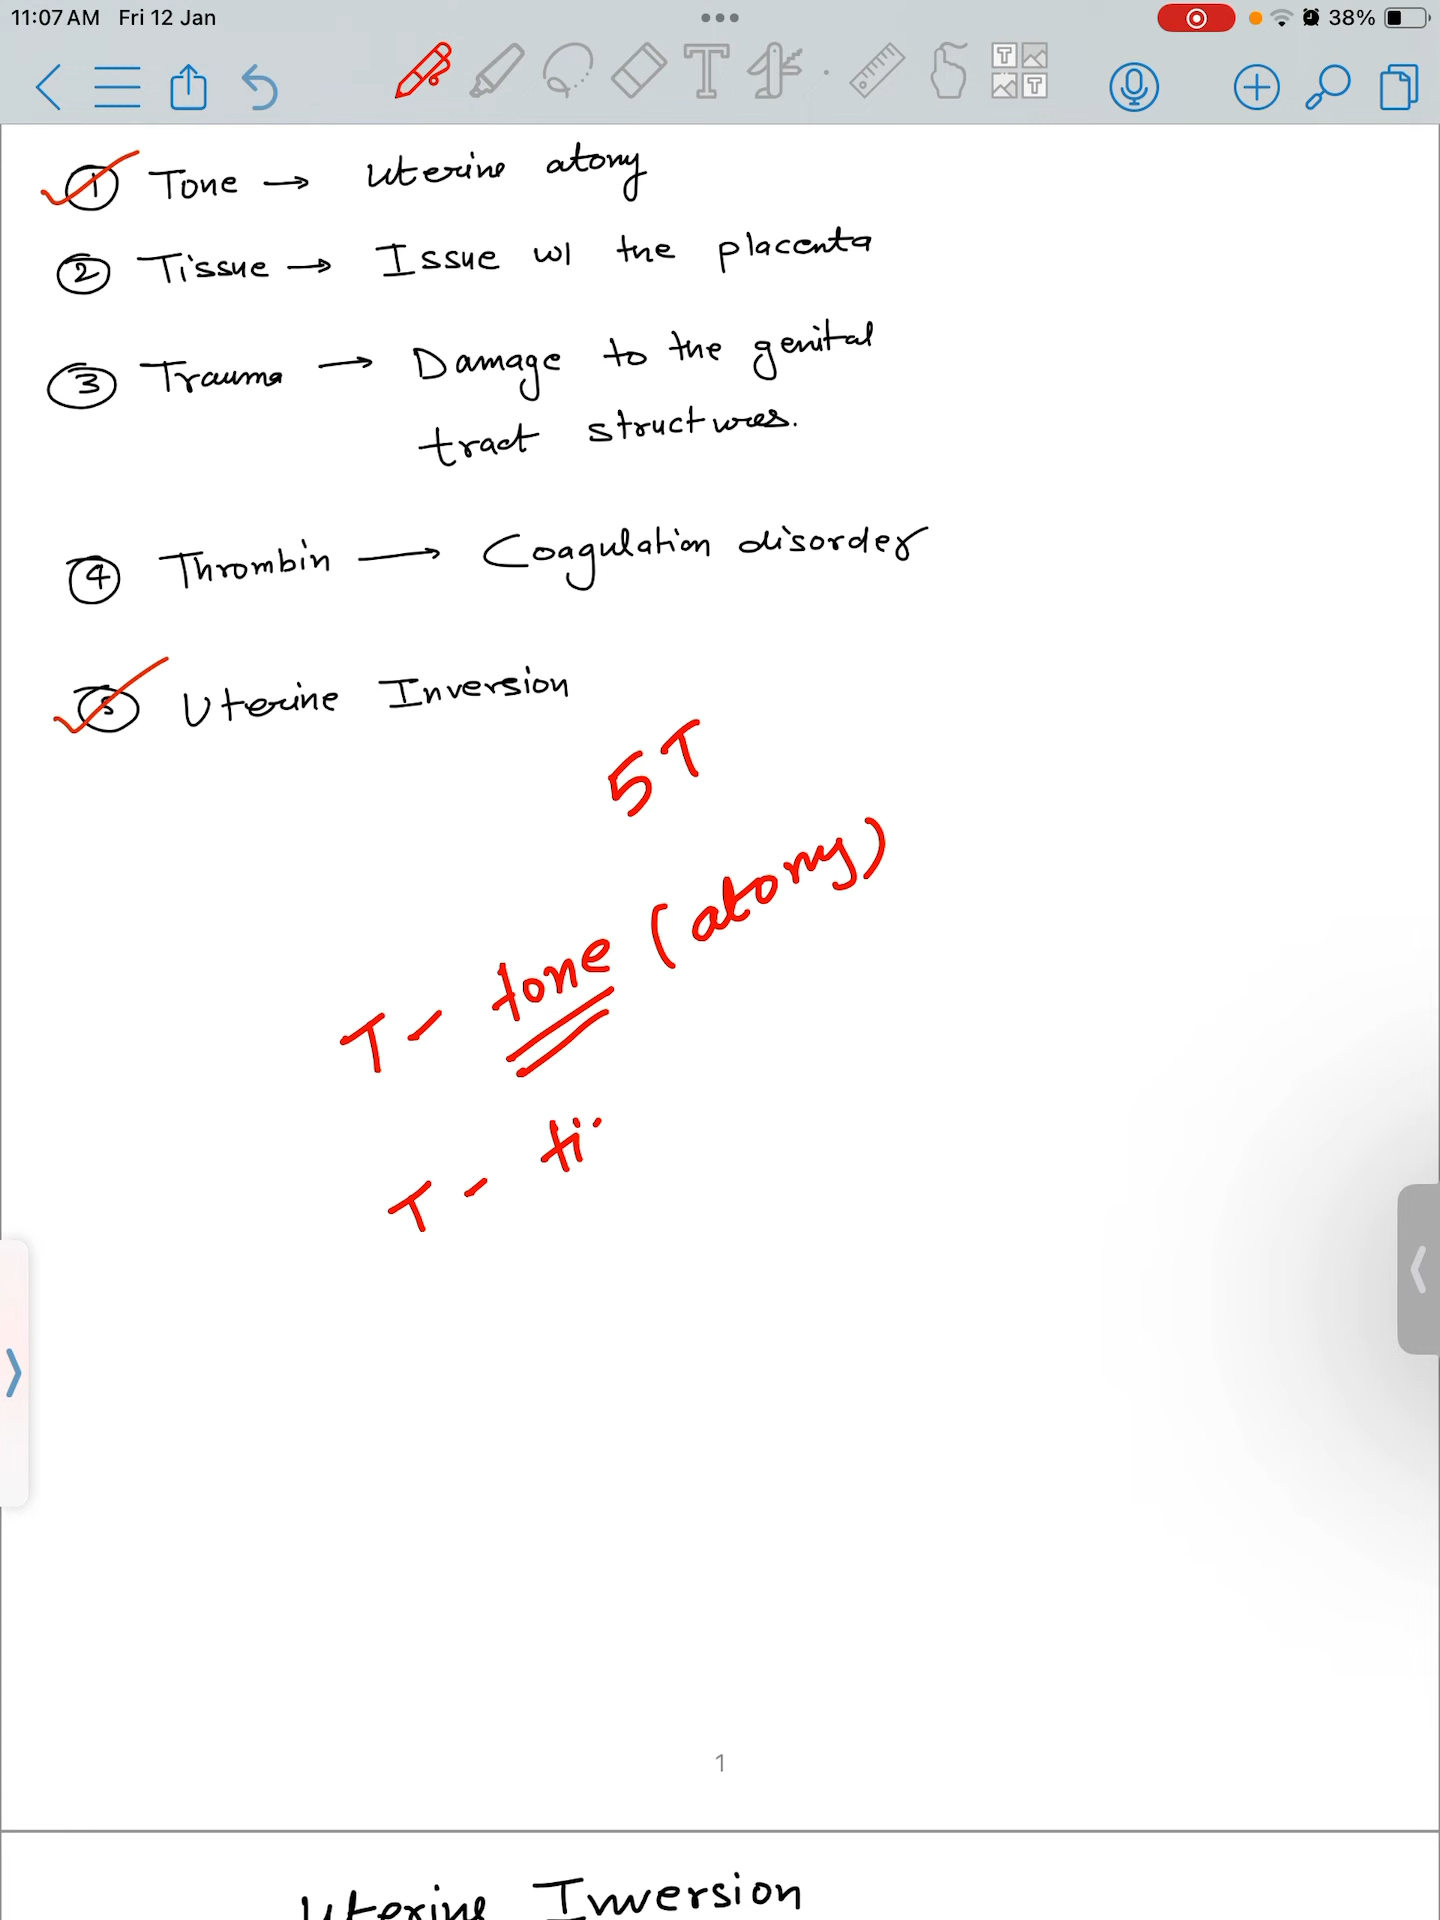 11:07 AM Fri 12 Jan
38%
1 Tone → Uterine atony
2 Tissue → Issue w/ the placenta
3 Trauma → Damage to the genital
tract structures.
4 Thrombin → Coagulation disorder
5 Uterine Inversion
5T
T - tone (atony)
T - ti
1
Uterine Inversion